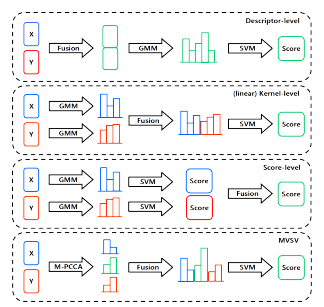 Descriptor-level
X
Y
Fusion
GMM
SVM
Score
(linear) Kernel-level
X
Y
GMM
GMM
Fusion
SVM
Score
Score-level
X
Y
GMM
GMM
SVM
SVM
Score
Score
Fusion
Score
MVSV
X
Y
M-PCCA
Fusion
SVM
Score